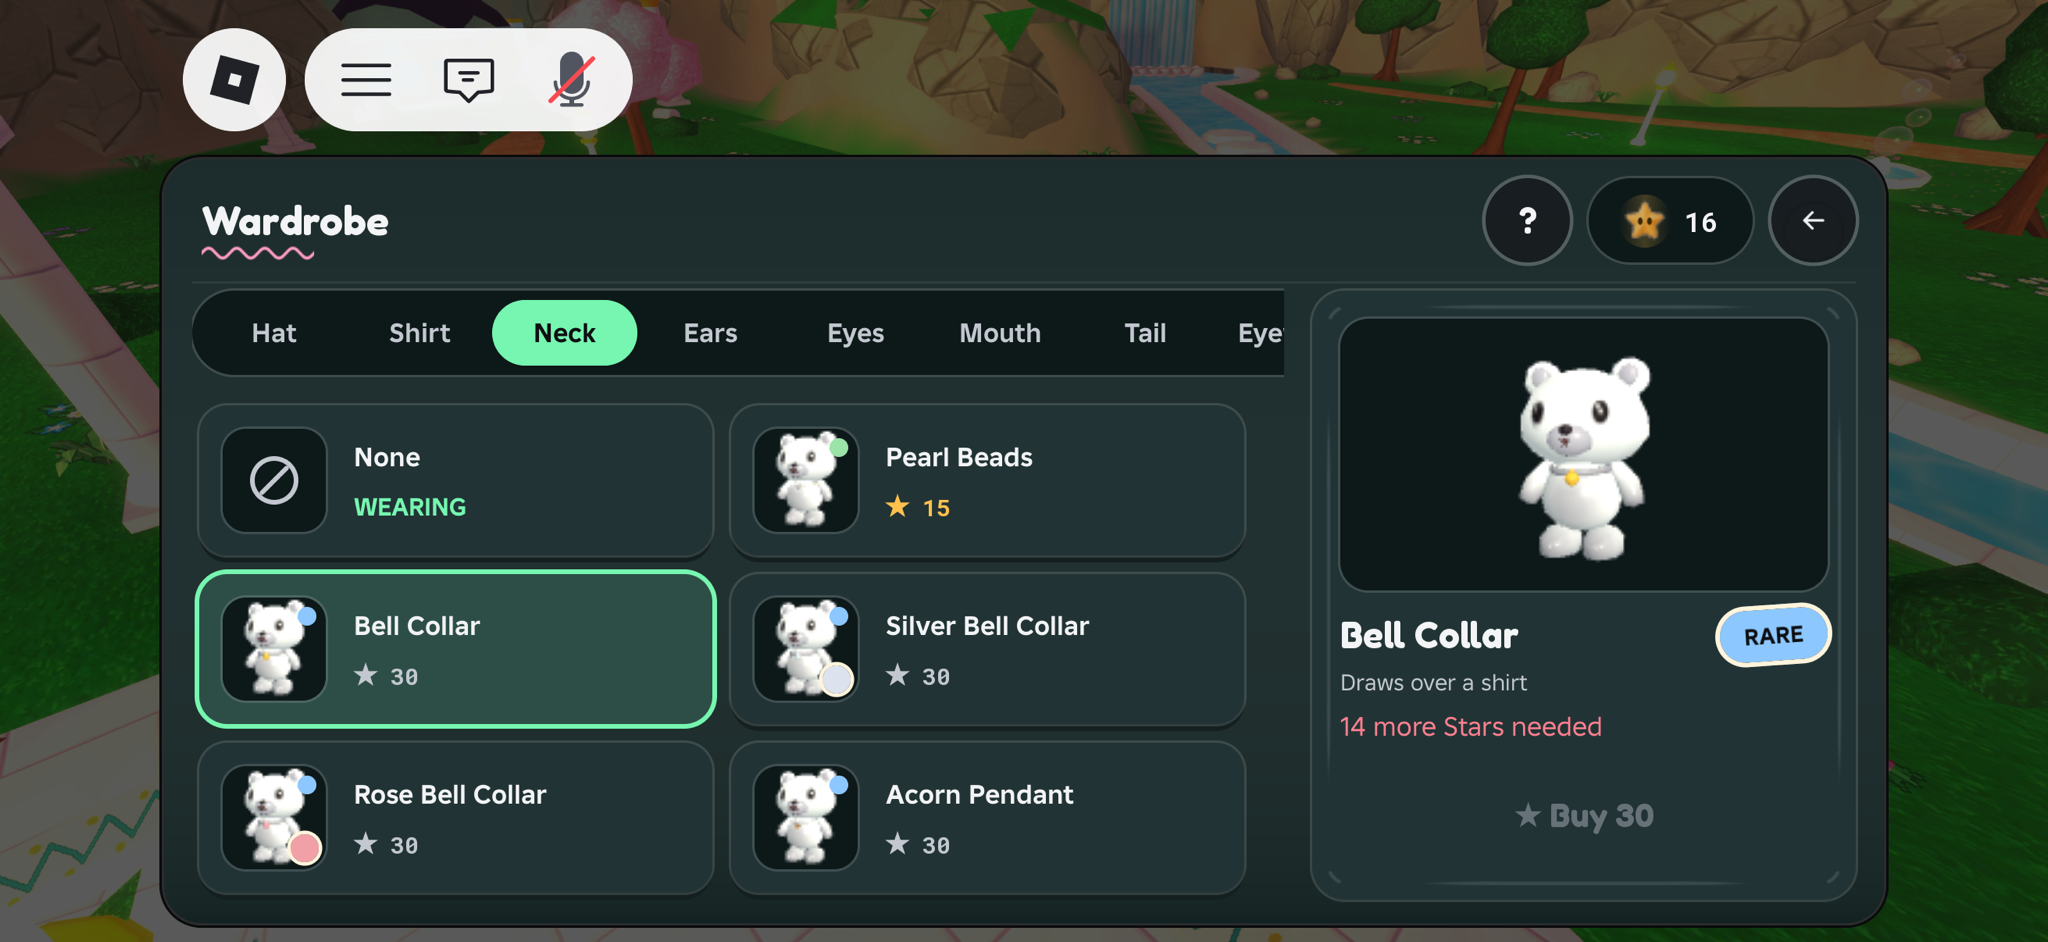 Wardrobe
?
16
Hat Shirt Neck Ears Eyes Mouth Tail Eye
None
WEARING
Pearl Beads
15
Bell Collar
30
Silver Bell Collar
30
Rose Bell Collar
30
Acorn Pendant
30
Bell Collar
RARE
Draws over a shirt
14 more Stars needed
Buy 30